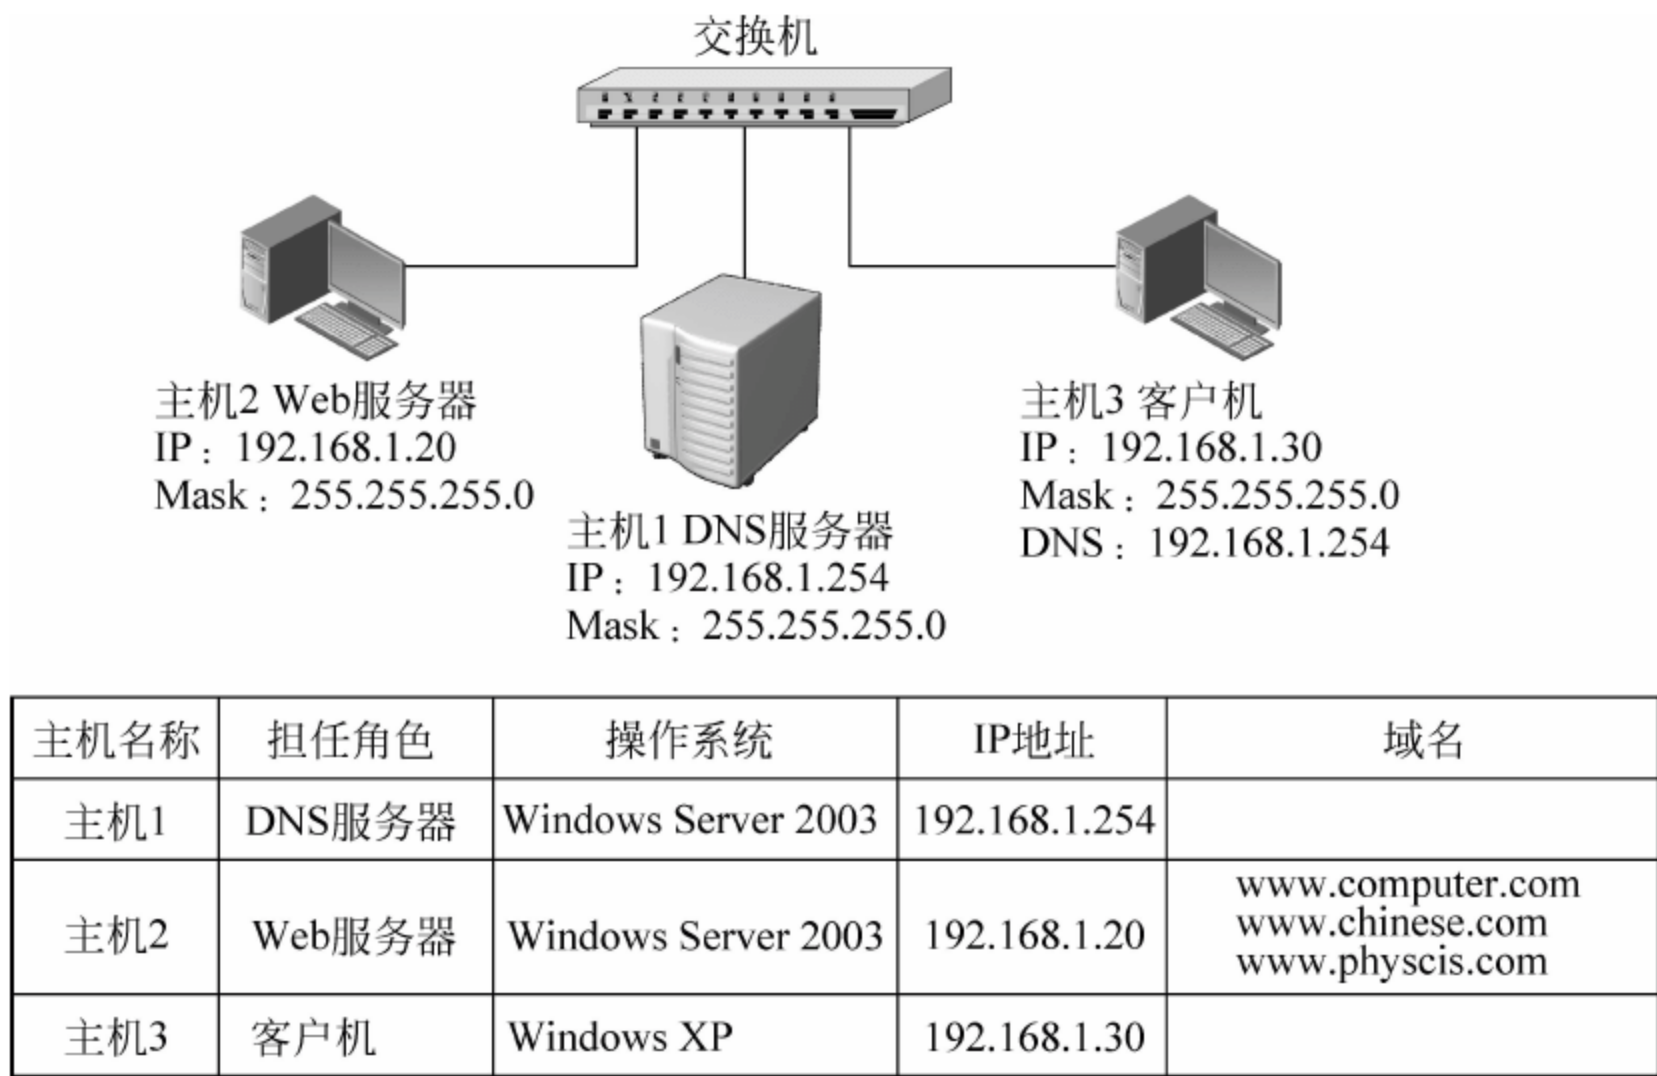 交换机
主机2 Web服务器
IP：192.168.1.20
Mask：255.255.255.0
主机1 DNS服务器
IP：192.168.1.254
Mask：255.255.255.0
主机3 客户机
IP：192.168.1.30
Mask：255.255.255.0
DNS：192.168.1.254
主机名称 担任角色 操作系统 IP地址 域名
主机1 DNS服务器 Windows Server 2003 192.168.1.254
主机2 Web服务器 Windows Server 2003 192.168.1.20 www.computer.com
www.chinese.com
www.physcis.com
主机3 客户机 Windows XP 192.168.1.30